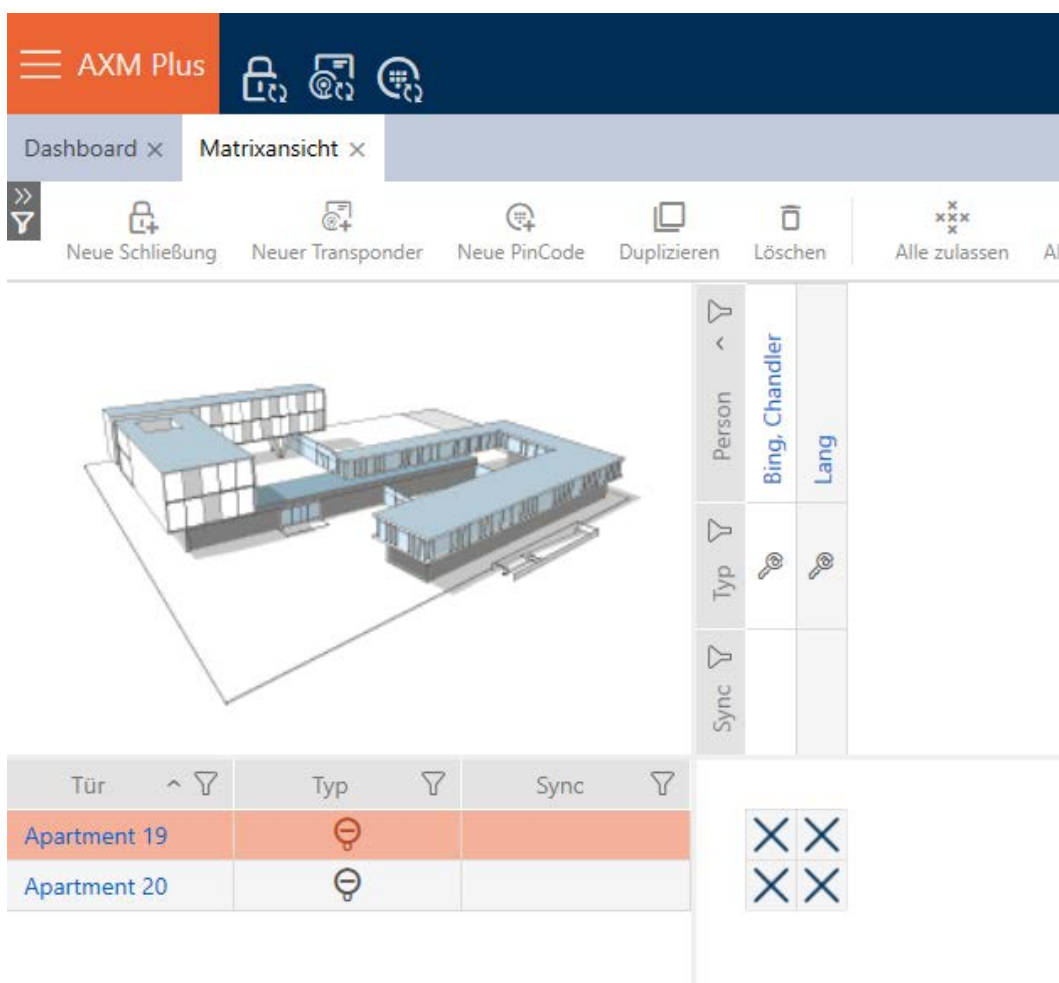 AXM Plus
Dashboard
Matrixansicht
Neue Schließung
Neuer Transponder
Neue PinCode
Duplizieren
Löschen
Alle zulassen
Person
Bing, Chandler
Lang
Typ
Sync
Tür
Typ
Sync
Apartment 19
Apartment 20